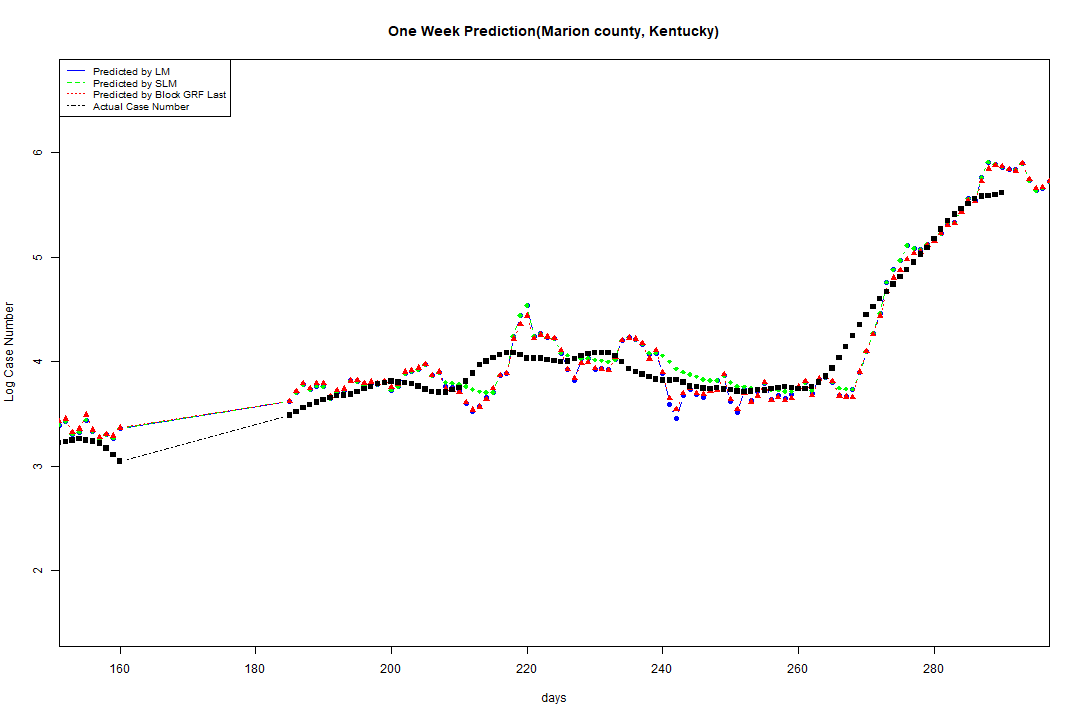 One Week Prediction(Marion county, Kentucky)
Predicted by LM
Predicted by SLM
Predicted by Block GRF Last
Actual Case Number
6
5
4
3
2
Log Case Number
160 180 200 220 240 260 280
days